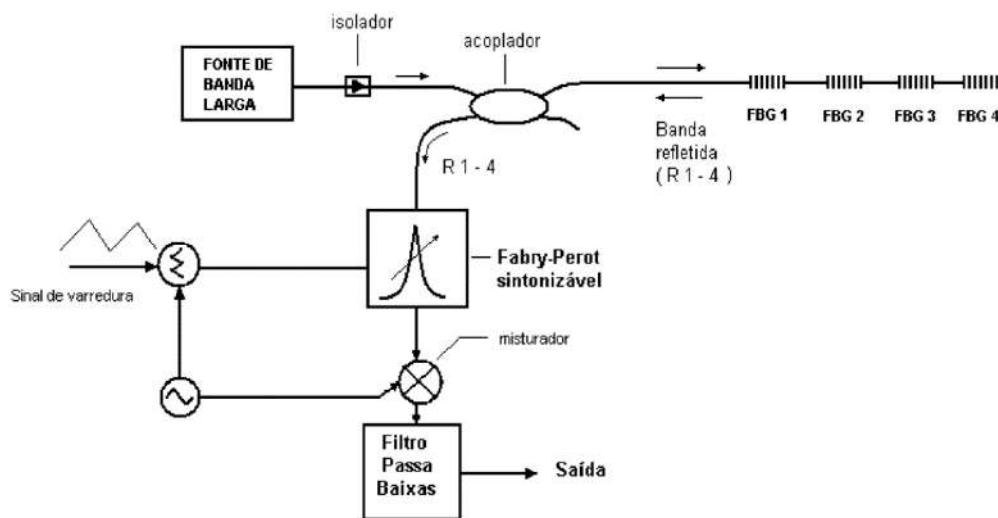 isolador
acoplador
FONTE DE
BANDA
LARGA
FBG 1
FBG 2
FBG 3
FBG 4
Banda
refletida
( R 1 - 4 )
R 1 - 4
Fabry-Perot
sintonizável
Sinal de varredura
misturador
Filtro
Passa
Baixas
Saída